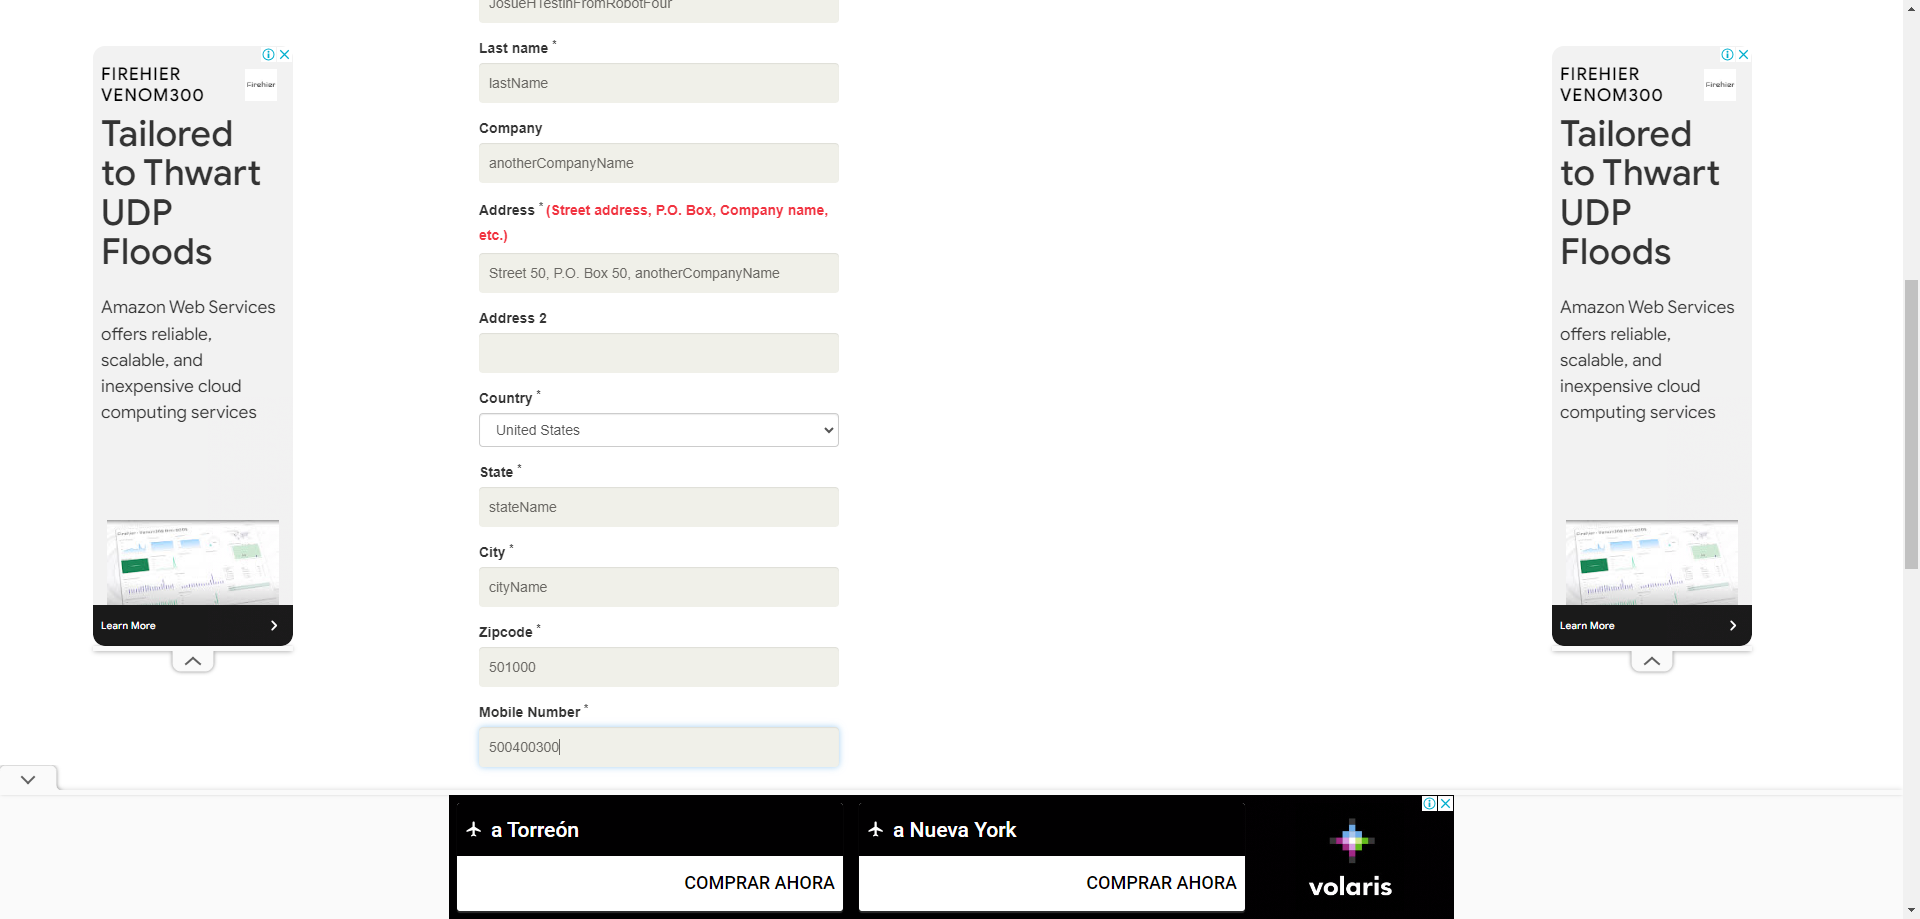 JosueHTestinFromRobotFour
Last name *
lastName
Company
anotherCompanyName
Address * (Street address, P.O. Box, Company name,
etc.)
Street 50, P.O. Box 50, anotherCompanyName
Address 2
Country *
United States
State *
stateName
City *
cityName
Zipcode *
501000
Mobile Number *
500400300
FIREHIER
VENOM300
Firehier
Tailored
to Thwart
UDP
Floods
Amazon Web Services
offers reliable,
scalable, and
inexpensive cloud
computing services
Learn More
FIREHIER
VENOM300
Firehier
Tailored
to Thwart
UDP
Floods
Amazon Web Services
offers reliable,
scalable, and
inexpensive cloud
computing services
Learn More
a Torreón
COMPRAR AHORA
a Nueva York
COMPRAR AHORA
volaris